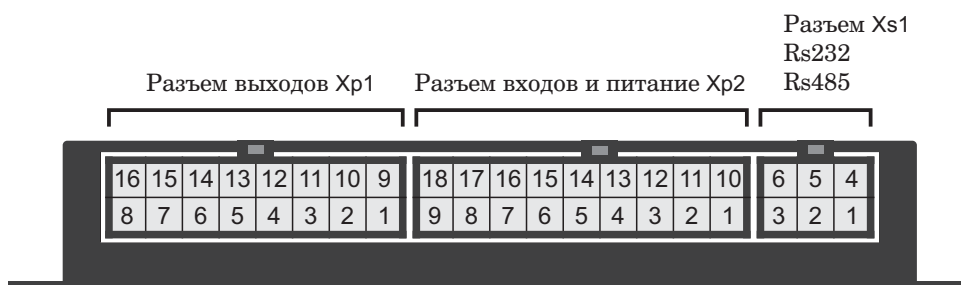 Разъем Xs1
Rs232
Rs485
Разъем выходов Xp1
Разъем входов и питание Xp2
16 15 14 13 12 11 10 9
8 7 6 5 4 3 2 1
18 17 16 15 14 13 12 11 10
9 8 7 6 5 4 3 2 1
6 5 4
3 2 1